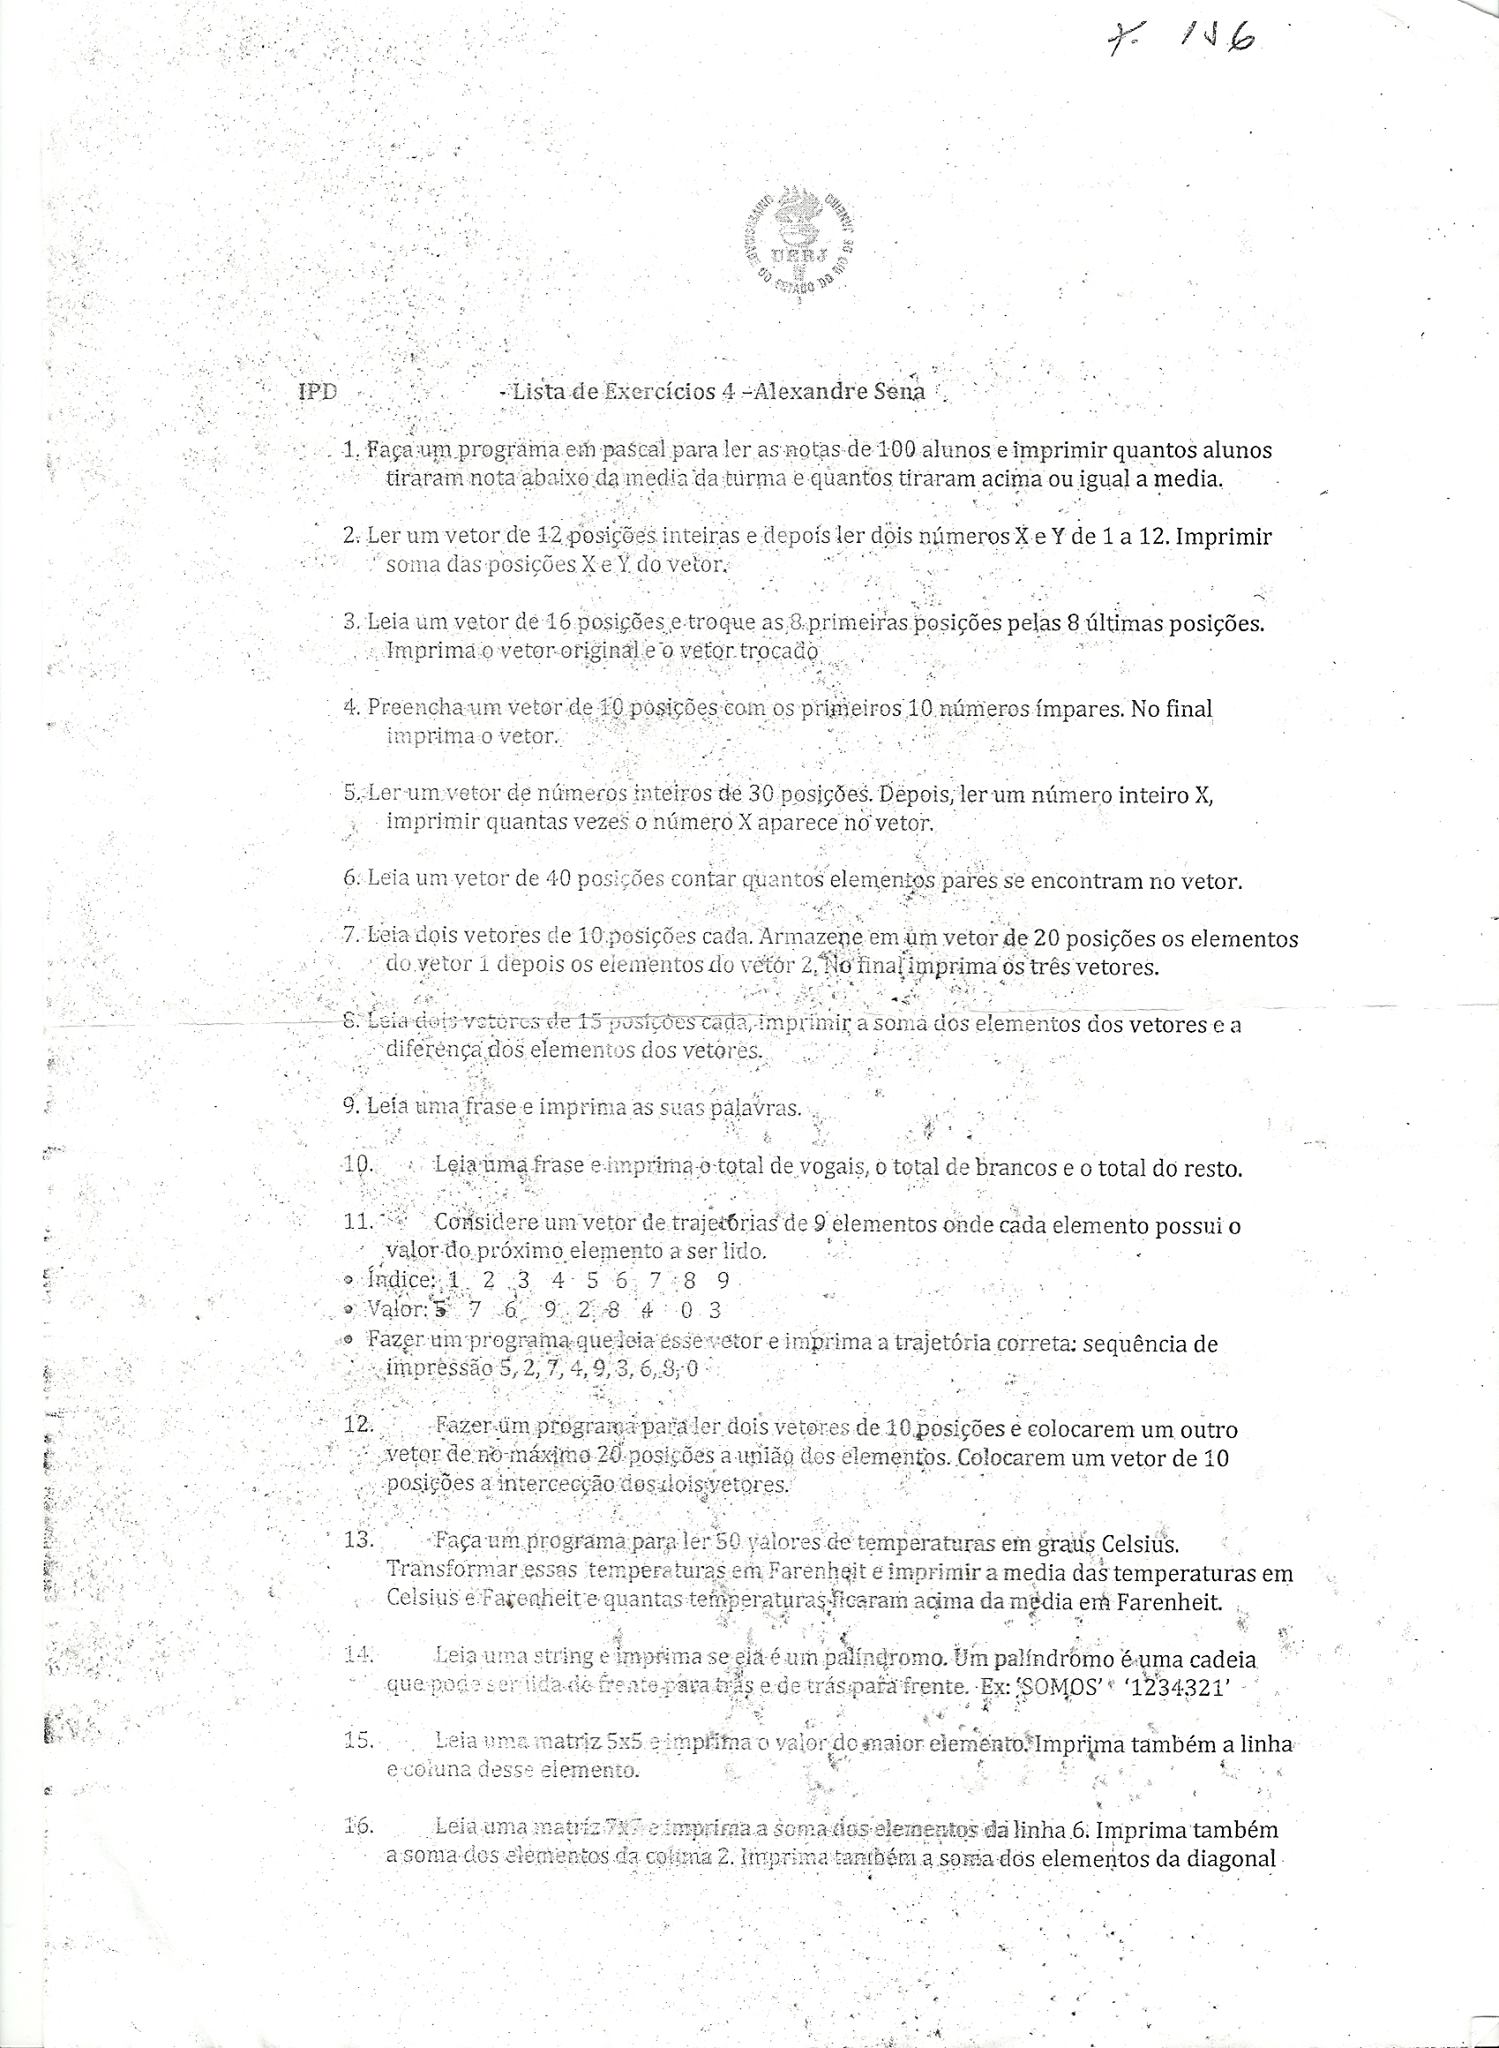 156
UNIVERSIDADE DO ESTADO DO RIO DE JANEIRO
UERJ
IPD - Lista de Exercícios 4 –Alexandre Sena
1. Faça um programa em pascal para ler as notas de 100 alunos e imprimir quantos alunos
tiraram nota abaixo da media da turma e quantos tiraram acima ou igual a media.
2. Ler um vetor de 12 posições inteiras e depois ler dois números X e Y de 1 a 12. Imprimir
soma das posições X e Y do vetor.
3. Leia um vetor de 16 posições e troque as 8 primeiras posições pelas 8 últimas posições.
Imprima o vetor original e o vetor trocado
4. Preencha um vetor de 10 posições com os primeiros 10 números ímpares. No final
imprima o vetor.
5. Ler um vetor de números inteiros de 30 posições. Depois, ler um número inteiro X,
imprimir quantas vezes o número X aparece no vetor.
6. Leia um vetor de 40 posições contar quantos elementos pares se encontram no vetor.
7. Leia dois vetores de 10 posições cada. Armazene em um vetor de 20 posições os elementos
do vetor 1 depois os elementos do vetor 2. No final imprima os três vetores.
8. Leia dois vetores de 15 posições cada, imprimir a soma dos elementos dos vetores e a
diferença dos elementos dos vetores.
9. Leia uma frase e imprima as suas palavras.
10. Leia uma frase e imprima o total de vogais, o total de brancos e o total do resto.
11. Considere um vetor de trajetórias de 9 elementos onde cada elemento possui o
valor do próximo elemento a ser lido.
• Índice: 1 2 3 4 5 6 7 8 9
• Valor: 5 7 6 9 2 8 4 0 3
• Fazer um programa que leia esse vetor e imprima a trajetória correta: sequência de
impressão 5, 2, 7, 4, 9, 3, 6, 8, 0
12. Fazer um programa para ler dois vetores de 10 posições e colocarem um outro
vetor de no máximo 20 posições a união dos elementos. Colocarem um vetor de 10
posições a intercecção dos dois vetores.
13. Faça um programa para ler 50 valores de temperaturas em graus Celsius.
Transformar essas temperaturas em Farenheit e imprimir a media das temperaturas em
Celsius e Farenheit e quantas temperaturas ficaram acima da média em Farenheit.
14. Leia uma string e imprima se ela é um palíndromo. Um palíndromo é uma cadeia
que pode ser lida de frente para trás e de trás para frente. Ex: ‘SOMOS’ ‘1234321’
15. Leia uma matriz 5x5 e imprima o valor do maior elemento. Imprima também a linha
e coluna desse elemento.
16. Leia uma matriz 7x7 e imprima a soma dos elementos da linha 6. Imprima também
a soma dos elementos da coluna 2. Imprima também a soma dos elementos da diagonal